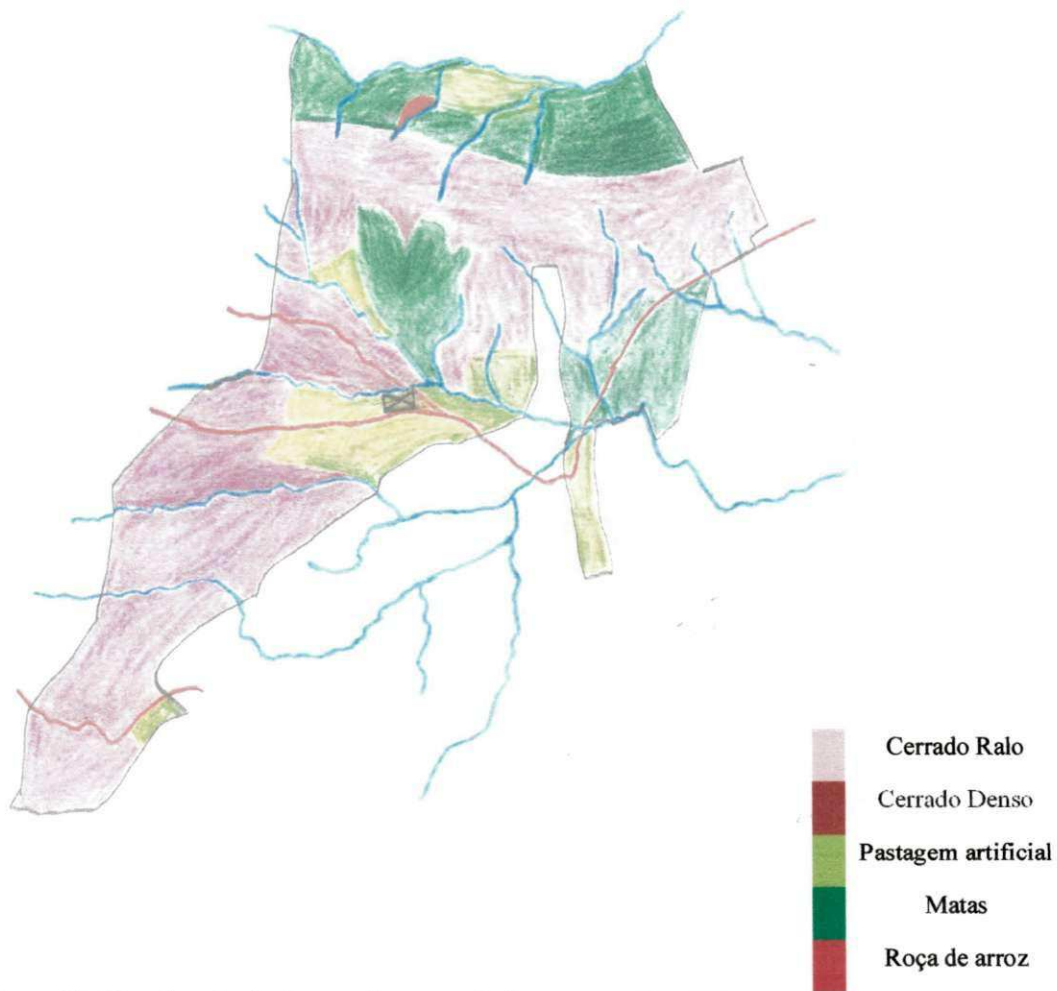 Cerrado Ralo
Cerrado Denso
Pastagem artificial
Matas
Roça de arroz